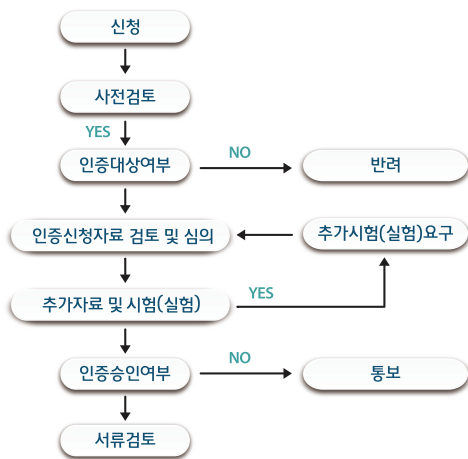 신청
사전검토
YES
인증대상여부
NO
반려
인증신청자료 검토 및 심의
추가시험(실험)요구
추가자료 및 시험(실험)
YES
인증승인여부
NO
통보
서류검토